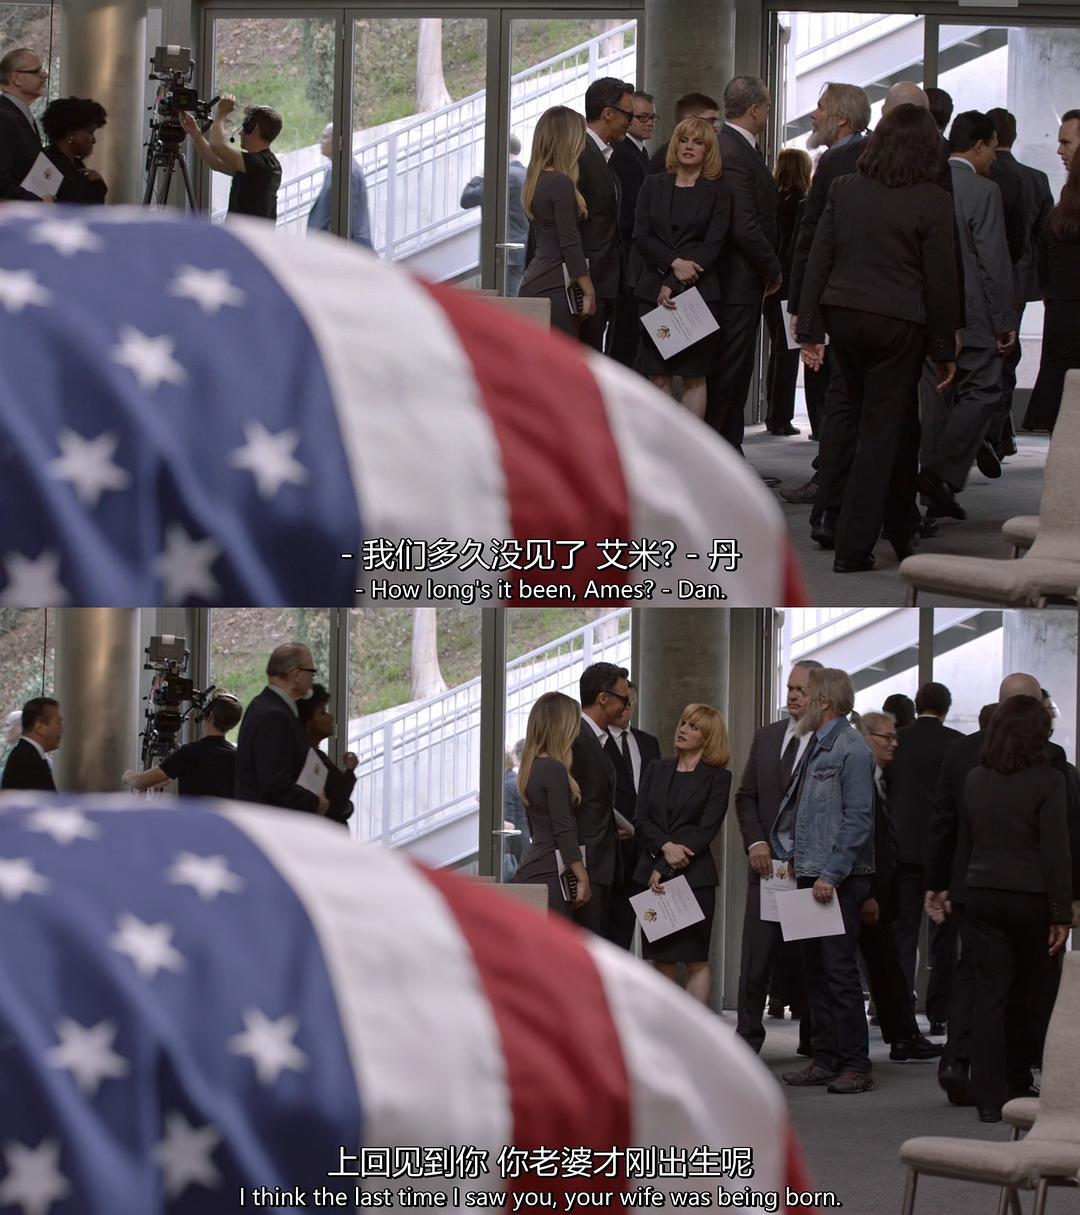 - 我们多久没见了 艾米? - 丹
- How long's it been, Ames? - Dan.
上回见到你 你老婆才刚出生呢
I think the last time I saw you, your wife was being born.